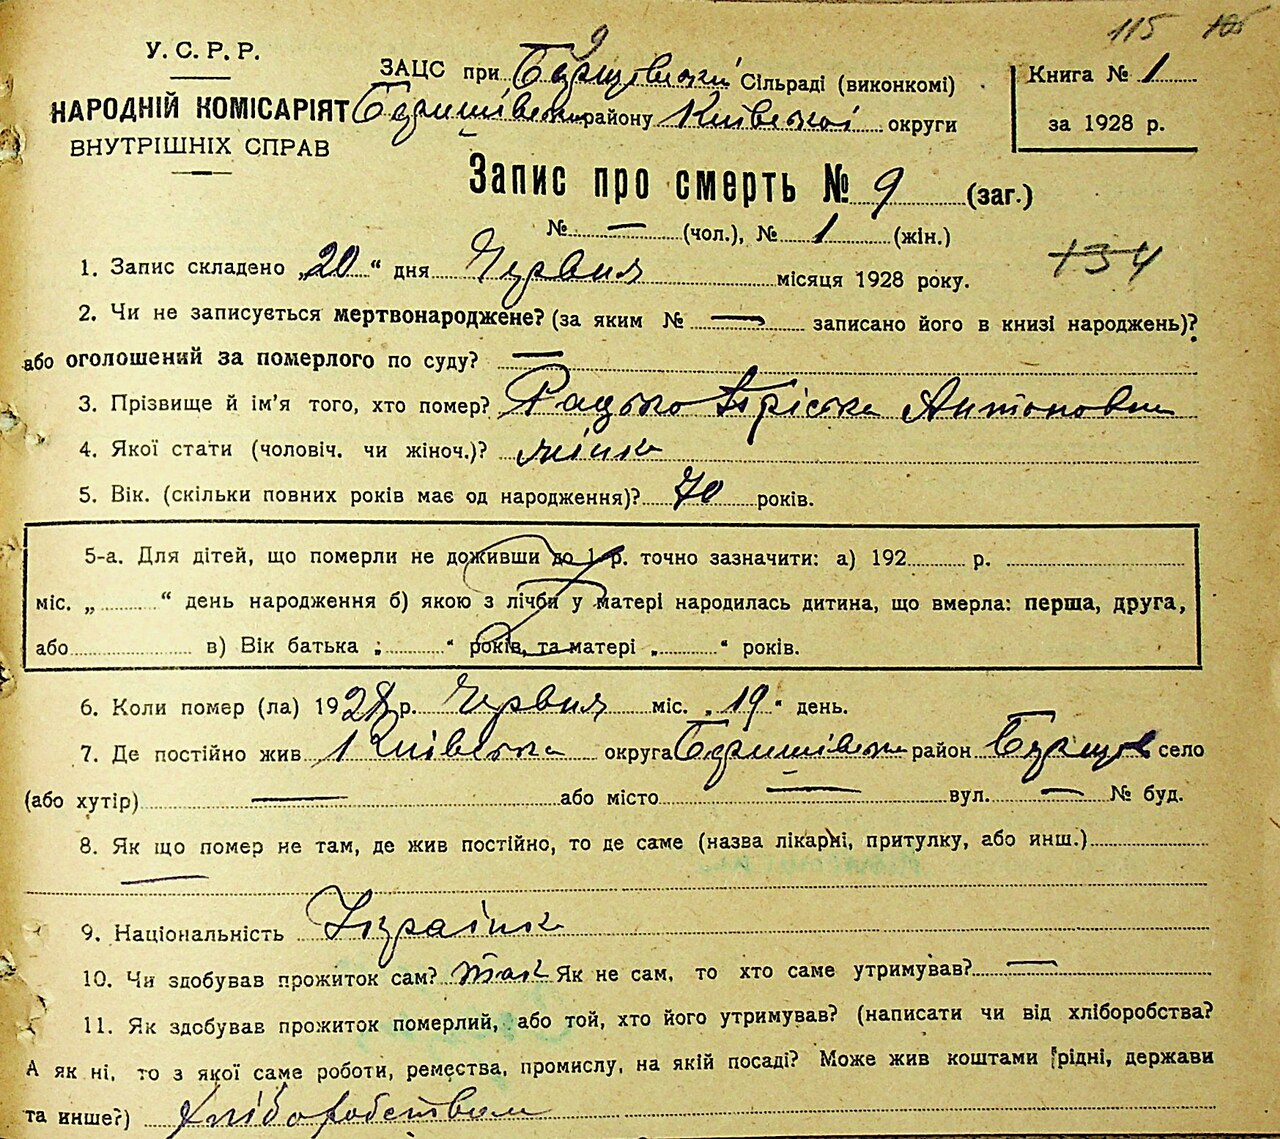 115
У. С. Р. Р.
НАРОДНІЙ КОМІСАРІЯТ
ВНУТРІШНІХ СПРАВ
9
ЗАЦС при Бурщовській Сільраді (виконкомі)
району Київської округи
Книга № 1
за 1928 р.
Запис про смерть № 9 (заг.)
№ — (чол.), № 1 (жін.)
134
1. Запис складено „20“ дня Червня місяця 1928 року.
2. Чи не записується мертвонароджене? (за яким № — записано його в книзі народжень)?
або оголошений за померлого по суду? —
3. Прізвище й ім'я того, хто помер? Рацько Антоповна
4. Якої стати (чоловіч. чи жіноч.)? жінка
5. Вік. (скільки повних років має од народження)? 70 років.
5-а. Для дітей, що померли не доживши до 1 р. точно зазначити: а) 192 р.
міс. „ “ день народження б) якою з лічби у матері народилась дитина, що вмерла: перша, друга,
або в) Вік батька ; “ років, та матері „ “ років.
6. Коли помер (ла) 1928 р. Червня міс. „19“ день.
7. Де постійно жив Київська округа район село
(або хутір) — або місто — вул. — № буд.
8. Як що помер не там, де жив постійно, то де саме (назва лікарні, притулку, або инш.)
—
9. Національність Українка
10. Чи здобував прожиток сам? так Як не сам, то хто саме утримував? —
11. Як здобував прожиток померлий, або той, хто його утримував? (написати чи від хліборобства?
А як ні, то з якої саме роботи, ремества, промислу, на якій посаді? Може жив коштами рідні, держави
та инше?) Хліборобством